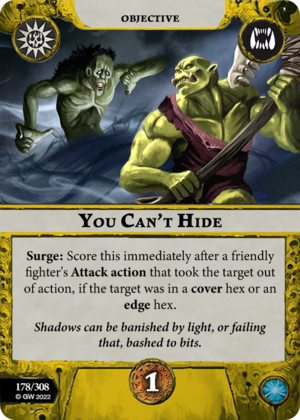 OBJECTIVE
YOU CAN'T HIDE
Surge: Score this immediately after a friendly
fighter's Attack action that took the target out
of action, if the target was in a cover hex or an
edge hex.
Shadows can be banished by light, or failing
that, bashed to bits.
178/308
© GW 2022
1